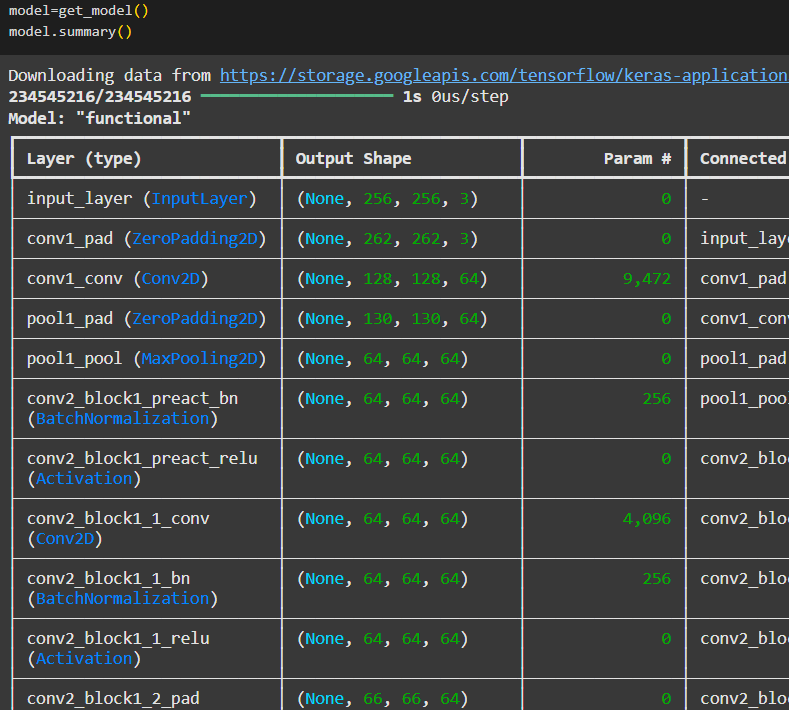 model=get_model()
model.summary()
Downloading data from https://storage.googleapis.com/tensorflow/keras-application
234545216/234545216 ━━━━━━━━━━━━━━━━━━━━ 1s 0us/step
Model: "functional"
Layer (type) Output Shape Param # Connected
input_layer (InputLayer) (None, 256, 256, 3) 0 -
conv1_pad (ZeroPadding2D) (None, 262, 262, 3) 0 input_laye
conv1_conv (Conv2D) (None, 128, 128, 64) 9,472 conv1_pad
pool1_pad (ZeroPadding2D) (None, 130, 130, 64) 0 conv1_conv
pool1_pool (MaxPooling2D) (None, 64, 64, 64) 0 pool1_pad
conv2_block1_preact_bn (None, 64, 64, 64) 256 pool1_pool
(BatchNormalization)
conv2_block1_preact_relu (None, 64, 64, 64) 0 conv2_bloc
(Activation)
conv2_block1_1_conv (None, 64, 64, 64) 4,096 conv2_bloc
(Conv2D)
conv2_block1_1_bn (None, 64, 64, 64) 256 conv2_bloc
(BatchNormalization)
conv2_block1_1_relu (None, 64, 64, 64) 0 conv2_bloc
(Activation)
conv2_block1_2_pad (None, 66, 66, 64) 0 conv2_bloc